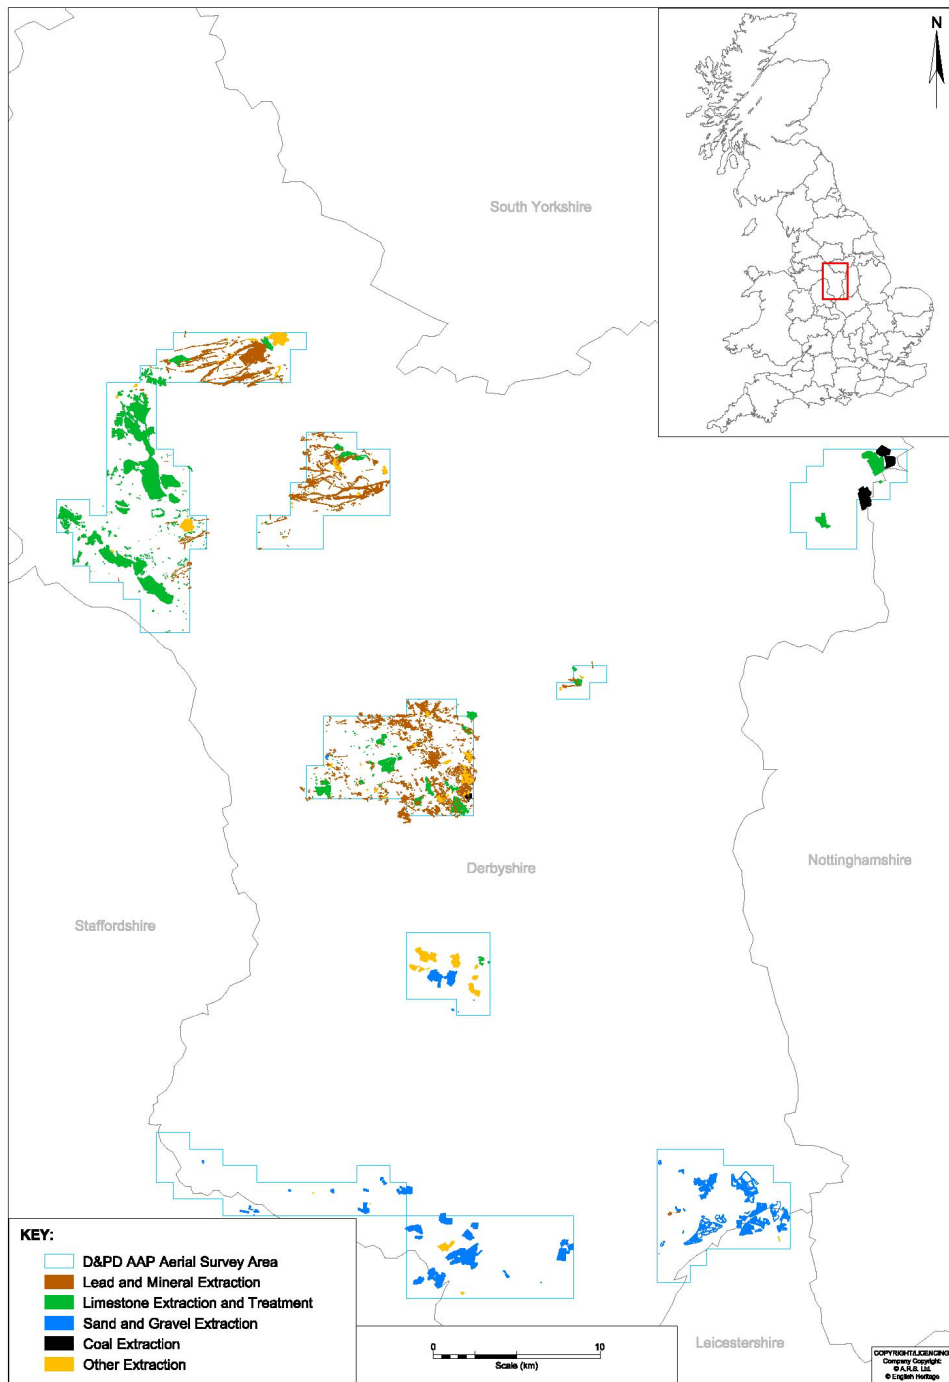 N
South Yorkshire
Nottinghamshire
Derbyshire
Staffordshire
KEY:
D&PD AAP Aerial Survey Area
Lead and Mineral Extraction
Limestone Extraction and Treatment
Sand and Gravel Extraction
Coal Extraction
Other Extraction
0 10
Scale (km)
Leicestershire
COPYRIGHT/LICENCING
Company Copyright:
© A.R.S. Ltd.
© English Heritage